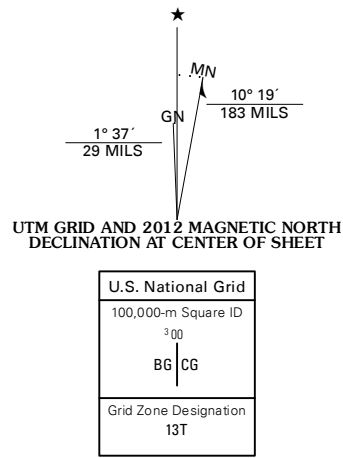 ★
MN
GN
10° 19´
183 MILS
1° 37´
29 MILS
UTM GRID AND 2012 MAGNETIC NORTH
DECLINATION AT CENTER OF SHEET
U.S. National Grid
100,000-m Square ID
³00
BG CG
Grid Zone Designation
13T